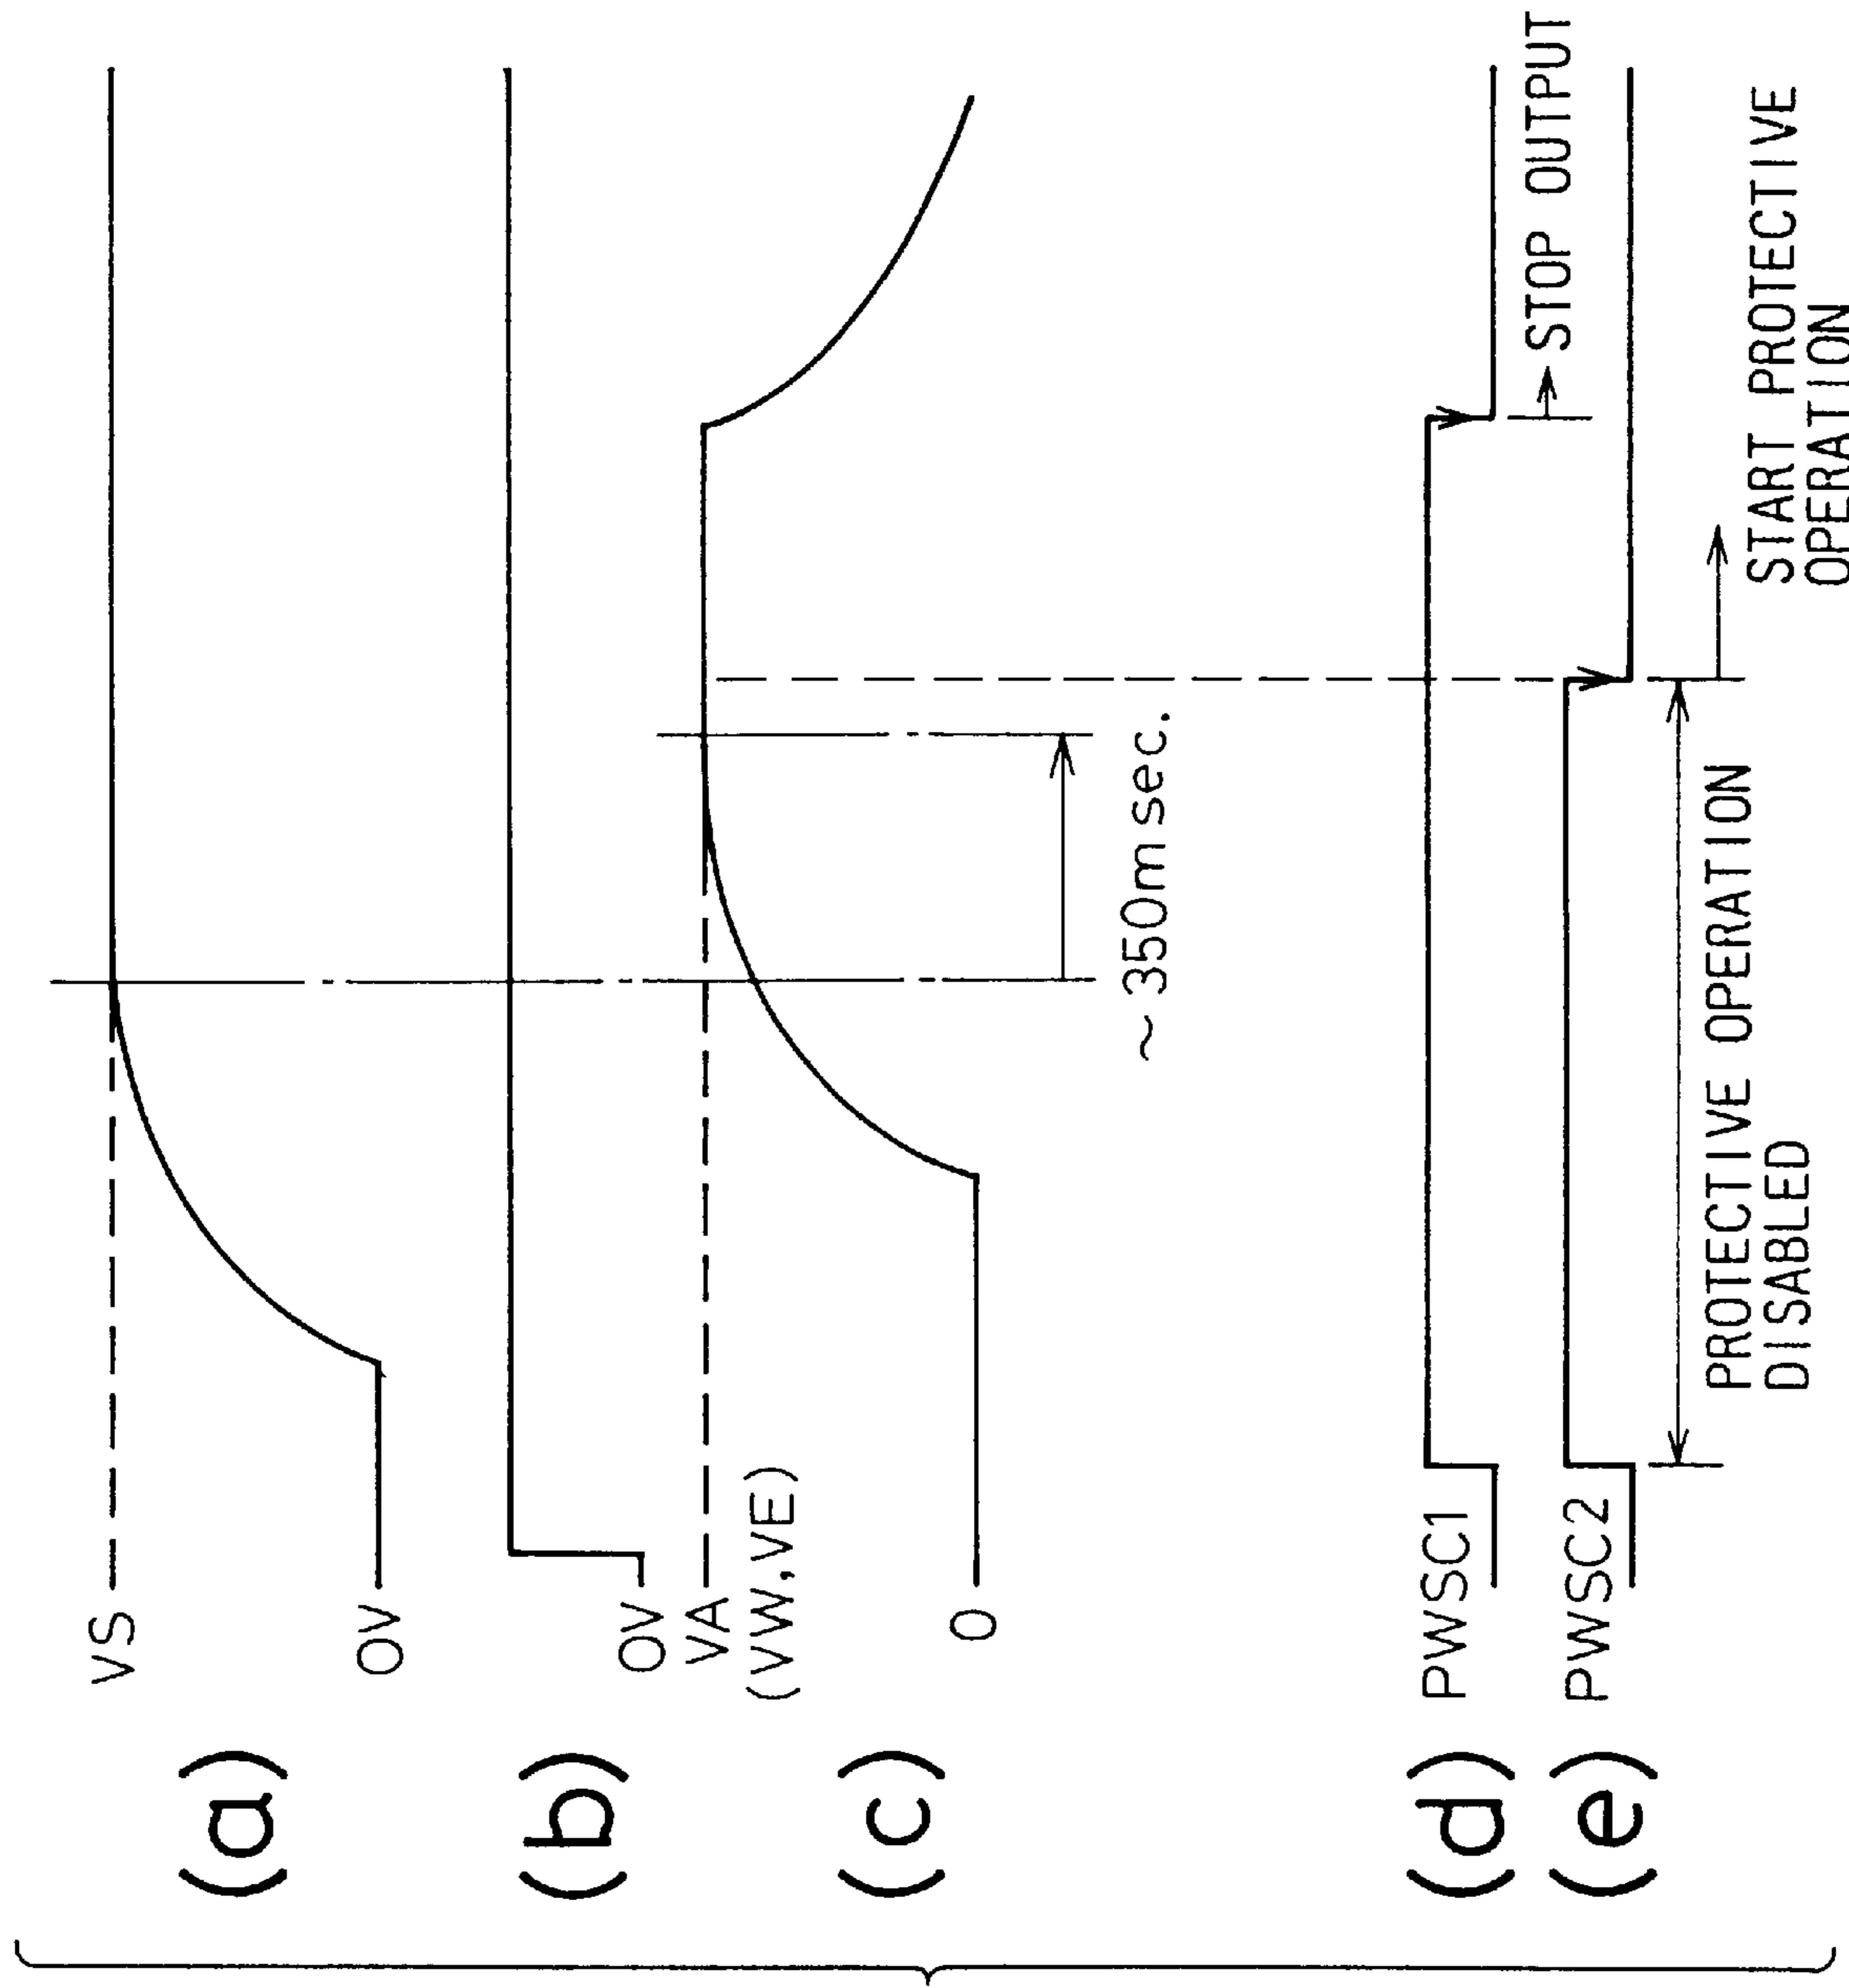 (a)
VS
0V
(b)
0V
(c)
VA
(VW,VE)
0
~350msec.
(d)
PWSC1
STOP OUTPUT
(e)
PWSC2
PROTECTIVE OPERATION
DISABLED
START PROTECTIVE
OPERATION